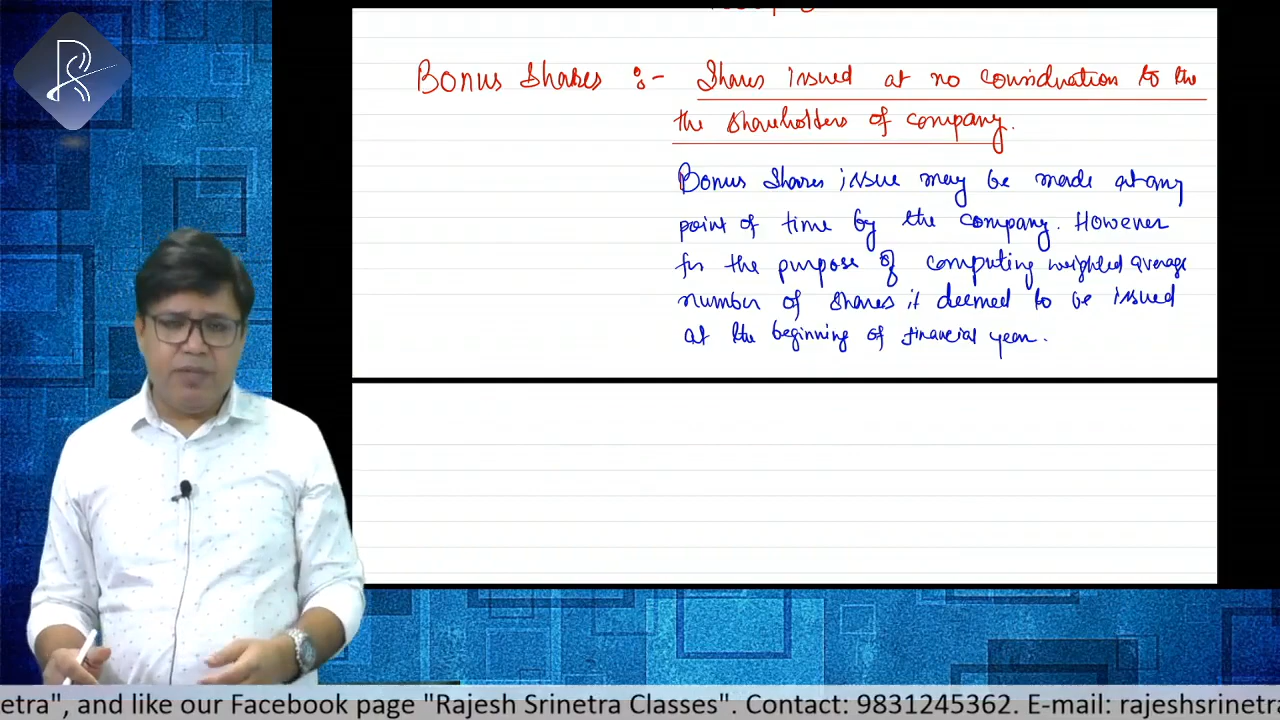 Bonus Shares :- Shares issued at no consideration to the
the shareholders of company.
Bonus Shares issue may be made at any
point of time by the company. However
for the purpose of computing weighted average
number of shares it deemed to be issued
at the beginning of financial year.
etra", and like our Facebook page "Rajesh Srinetra Classes". Contact: 9831245362. E-mail: rajeshsrinetra